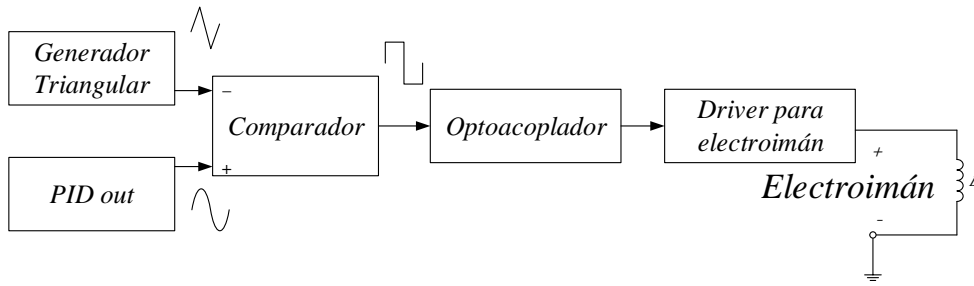 Generador
Triangular
−
Comparador
+
PID out
Optoacoplador
Driver para
electroimán
+
Electroimán
-